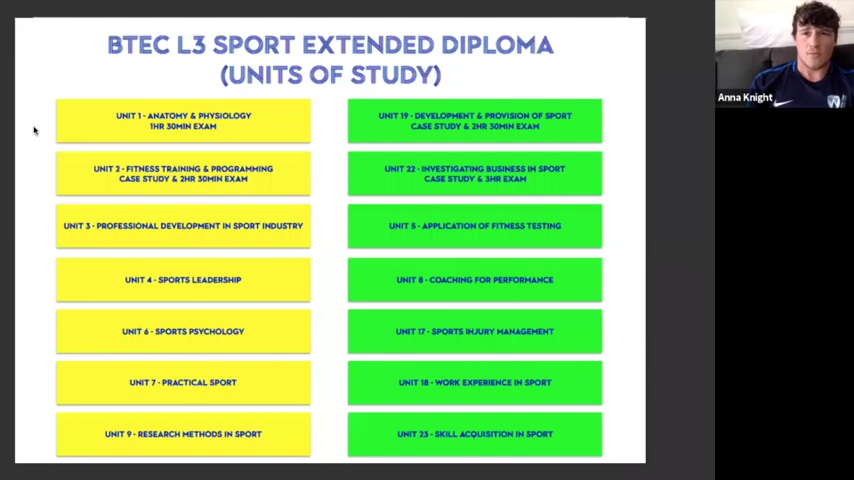 BTEC L3 SPORT EXTENDED DIPLOMA
(UNITS OF STUDY)
UNIT 1 - ANATOMY & PHYSIOLOGY
1HR 30MIN EXAM
UNIT 2 - FITNESS TRAINING & PROGRAMMING
CASE STUDY & 2HR 30MIN EXAM
UNIT 3 - PROFESSIONAL DEVELOPMENT IN SPORT INDUSTRY
UNIT 4 - SPORTS LEADERSHIP
UNIT 6 - SPORTS PSYCHOLOGY
UNIT 7 - PRACTICAL SPORT
UNIT 9 - RESEARCH METHODS IN SPORT
UNIT 19 - DEVELOPMENT & PROVISION OF SPORT
CASE STUDY & 2HR 30MIN EXAM
UNIT 22 - INVESTIGATING BUSINESS IN SPORT
CASE STUDY & 3HR EXAM
UNIT 5 - APPLICATION OF FITNESS TESTING
UNIT 8 - COACHING FOR PERFORMANCE
UNIT 17 - SPORTS INJURY MANAGEMENT
UNIT 18 - WORK EXPERIENCE IN SPORT
UNIT 23 - SKILL ACQUISITION IN SPORT
Anna Knight